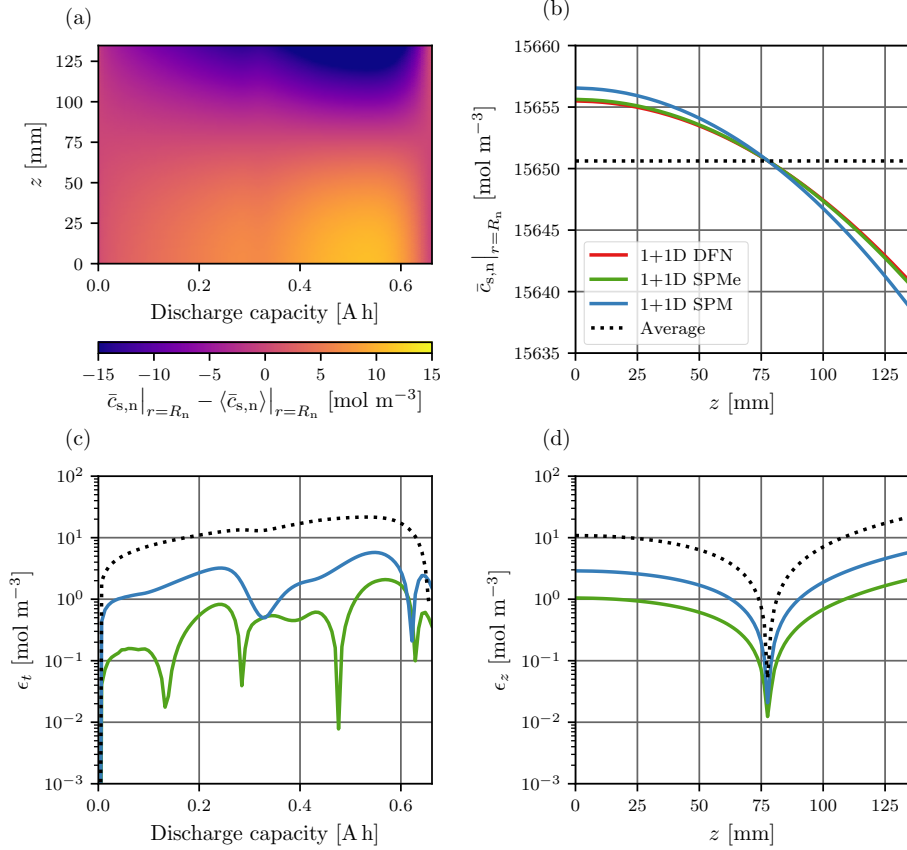 (a)
125
100
75
50
25
0
z [mm]
0.0 0.2 0.4 0.6
Discharge capacity [A h]
−15 −10 −5 0 5 10 15
c̄ₛ,ₙ|ᵣ₌Rₙ − ⟨c̄ₛ,ₙ⟩|ᵣ₌Rₙ [mol m⁻³]
(b)
15660
15655
15650
15645
15640
15635
c̄ₛ,ₙ|ᵣ₌Rₙ [mol m⁻³]
1+1D DFN
1+1D SPMe
1+1D SPM
Average
0 25 50 75 100 125
z [mm]
(c)
10²
10¹
10⁰
10⁻¹
10⁻²
10⁻³
ϵₜ [mol m⁻³]
0.0 0.2 0.4 0.6
Discharge capacity [A h]
(d)
10²
10¹
10⁰
10⁻¹
10⁻²
10⁻³
ϵ_z [mol m⁻³]
0 25 50 75 100 125
z [mm]